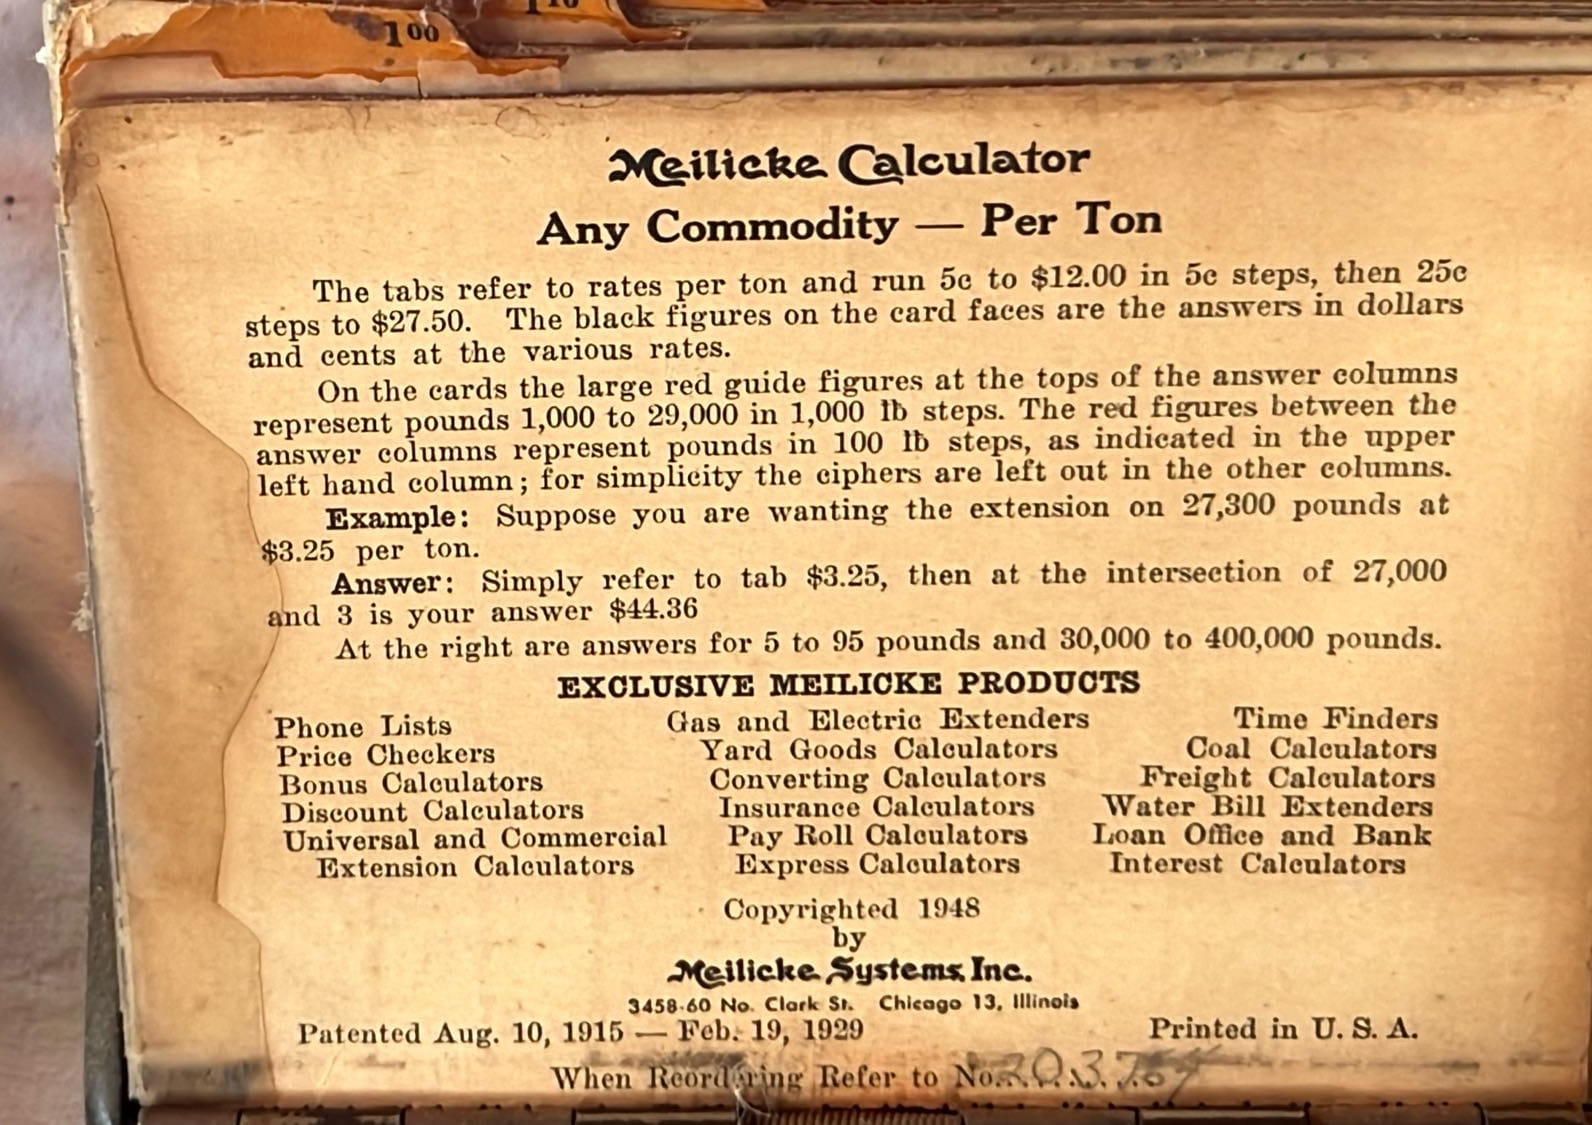 1⁰⁰
Meilicke Calculator
Any Commodity — Per Ton
The tabs refer to rates per ton and run 5c to $12.00 in 5c steps, then 25c
steps to $27.50. The black figures on the card faces are the answers in dollars
and cents at the various rates.
On the cards the large red guide figures at the tops of the answer columns
represent pounds 1,000 to 29,000 in 1,000 lb steps. The red figures between the
answer columns represent pounds in 100 lb steps, as indicated in the upper
left hand column; for simplicity the ciphers are left out in the other columns.
Example: Suppose you are wanting the extension on 27,300 pounds at
$3.25 per ton.
Answer: Simply refer to tab $3.25, then at the intersection of 27,000
and 3 is your answer $44.36
At the right are answers for 5 to 95 pounds and 30,000 to 400,000 pounds.
EXCLUSIVE MEILICKE PRODUCTS
Phone Lists Gas and Electric Extenders Time Finders
Price Checkers Yard Goods Calculators Coal Calculators
Bonus Calculators Converting Calculators Freight Calculators
Discount Calculators Insurance Calculators Water Bill Extenders
Universal and Commercial Pay Roll Calculators Loan Office and Bank
Extension Calculators Express Calculators Interest Calculators
Copyrighted 1948
by
Meilicke Systems, Inc.
3458-60 No. Clark St. Chicago 13, Illinois
Patented Aug. 10, 1915 — Feb. 19, 1929 Printed in U. S. A.
When Reordering Refer to No.